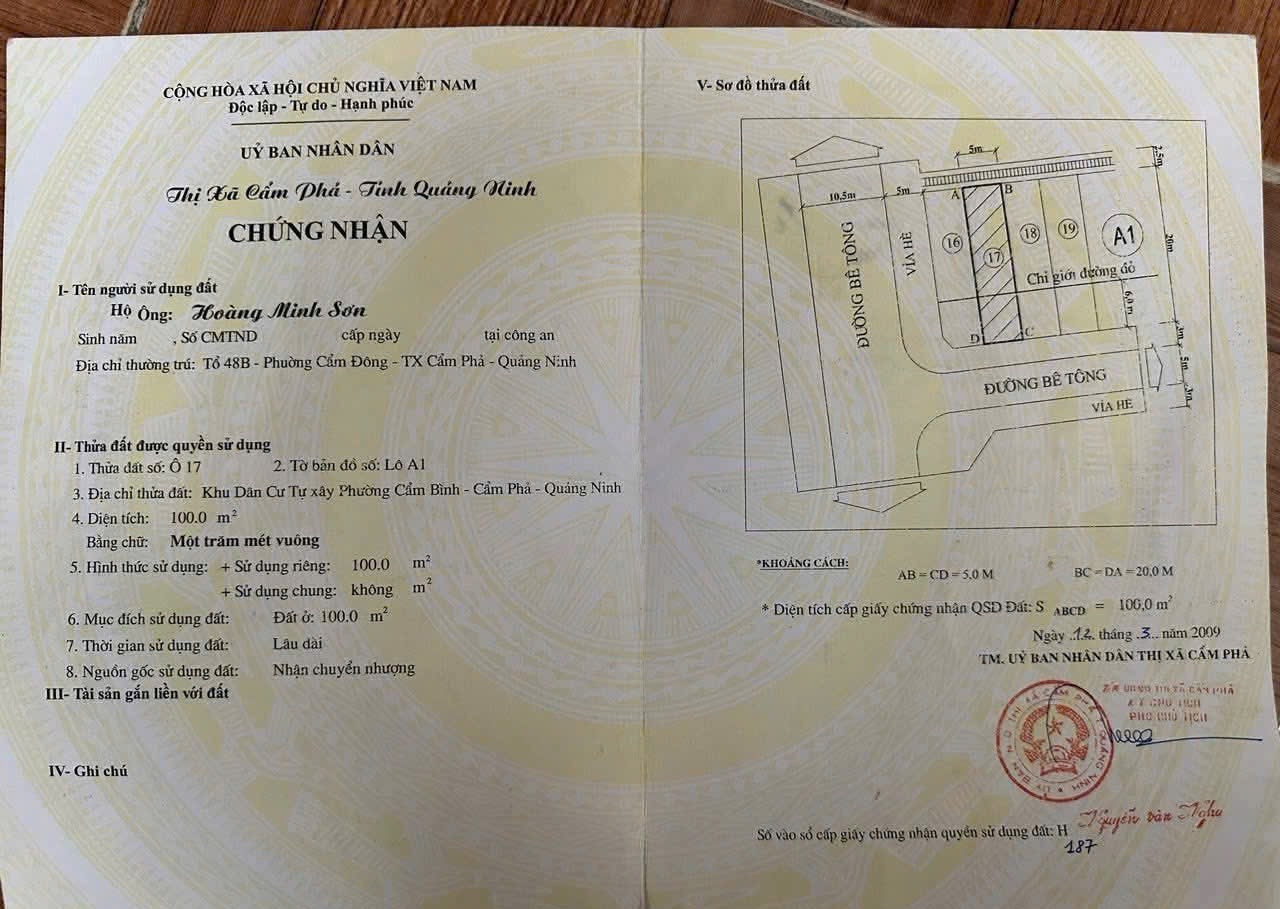 CỘNG HÒA XÃ HỘI CHỦ NGHĨA VIỆT NAM
Độc lập - Tự do - Hạnh phúc
UỶ BAN NHÂN DÂN
Thị Xã Cẩm Phả - Tỉnh Quảng Ninh
CHỨNG NHẬN
I- Tên người sử dụng đất
Hộ Ông: Hoàng Minh Sơn
Sinh năm , Số CMTND cấp ngày tại công an
Địa chỉ thường trú: Tổ 48B - Phường Cẩm Đông - TX Cẩm Phả - Quảng Ninh
II- Thửa đất được quyền sử dụng
1. Thửa đất số: Ô 17 2. Tờ bản đồ số: Lô A1
3. Địa chỉ thửa đất: Khu Dân Cư Tự xây Phường Cẩm Bình - Cẩm Phả - Quảng Ninh
4. Diện tích: 100.0 m²
Bằng chữ: Một trăm mét vuông
5. Hình thức sử dụng: + Sử dụng riêng: 100.0 m²
+ Sử dụng chung: không m²
6. Mục đích sử dụng đất: Đất ở: 100.0 m²
7. Thời gian sử dụng đất: Lâu dài
8. Nguồn gốc sử dụng đất: Nhận chuyển nhượng
III- Tài sản gắn liền với đất
IV- Ghi chú
V- Sơ đồ thửa đất
5m
10,5m
5m
A
B
20m
ĐƯỜNG BÊ TÔNG
VỈA HÈ
16
17
18
19
A1
Chỉ giới đường đỏ
6,0 m
D
C
3m
5m
3m
ĐƯỜNG BÊ TÔNG
VỈA HÈ
*KHOẢNG CÁCH:
AB = CD = 5,0 M BC = DA = 20,0 M
* Diện tích cấp giấy chứng nhận QSD Đất: S ABCD = 100,0 m²
Ngày 12 tháng 3 năm 2009
TM. UỶ BAN NHÂN DÂN THỊ XÃ CẨM PHẢ
K.T CHỦ TỊCH
PHÓ CHỦ TỊCH
Số vào sổ cấp giấy chứng nhận quyền sử dụng đất: H
187